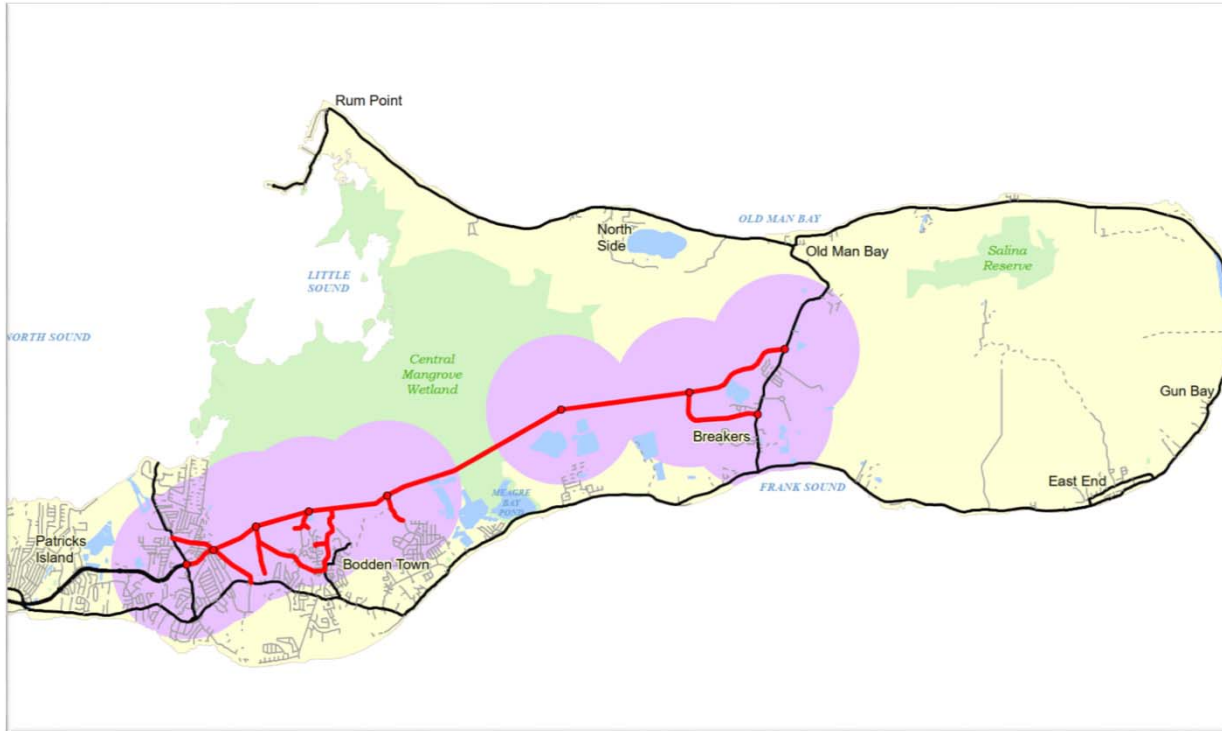 Rum Point
OLD MAN BAY
North
Side
Old Man Bay
Salina
Reserve
LITTLE
SOUND
NORTH SOUND
Central
Mangrove
Wetland
Gun Bay
Breakers
East End
FRANK SOUND
MEAGRE
BAY
POND
Patricks
Island
Bodden Town